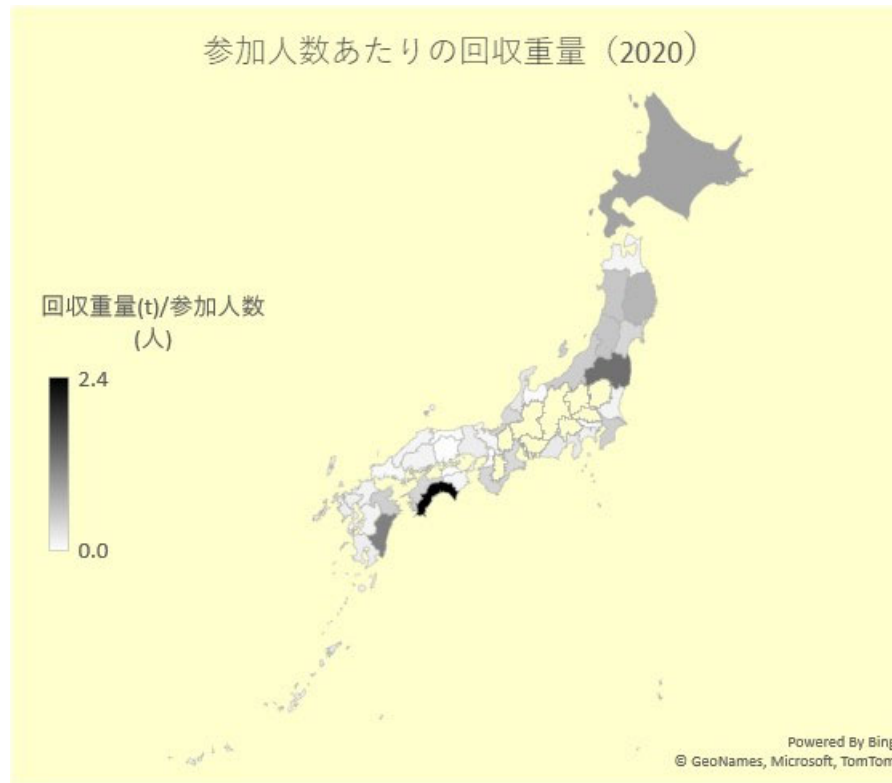 参加人数あたりの回収重量（2020）
回収重量(t)/参加人数
(人)
2.4
0.0
Powered By Bing
© GeoNames, Microsoft, TomTom